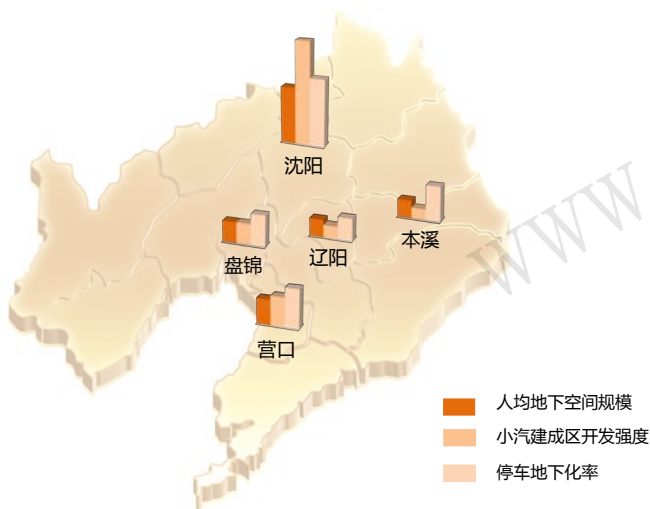 沈阳
本溪
辽阳
盘锦
营口
WWW
人均地下空间规模
小汽建成区开发强度
停车地下化率